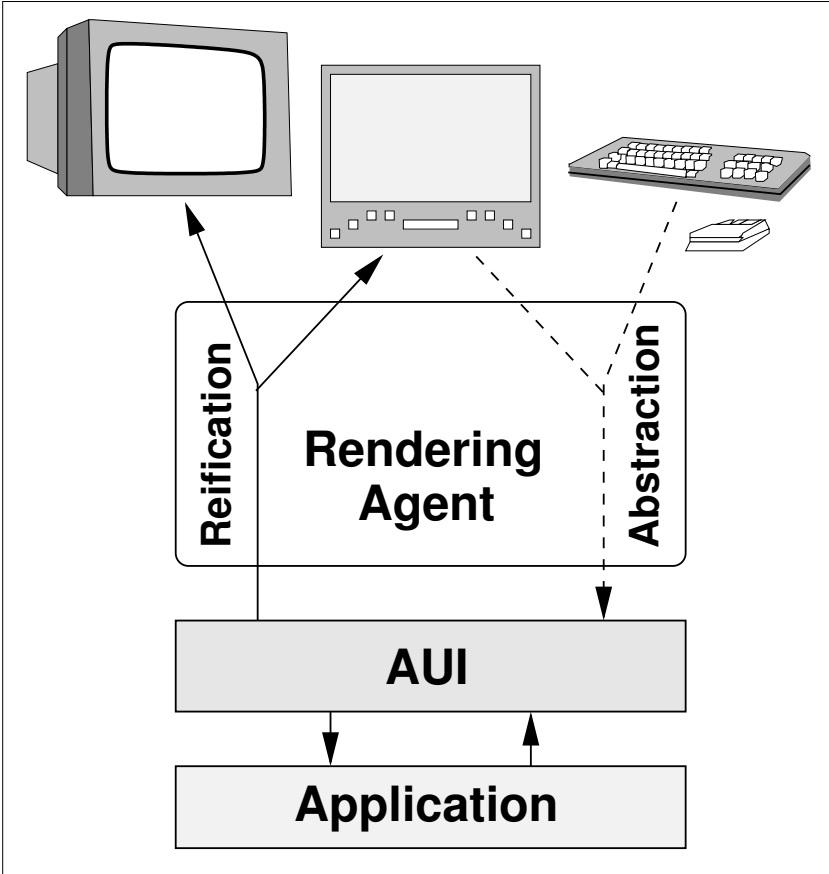 Reification
Rendering
Agent
Abstraction
AUI
Application